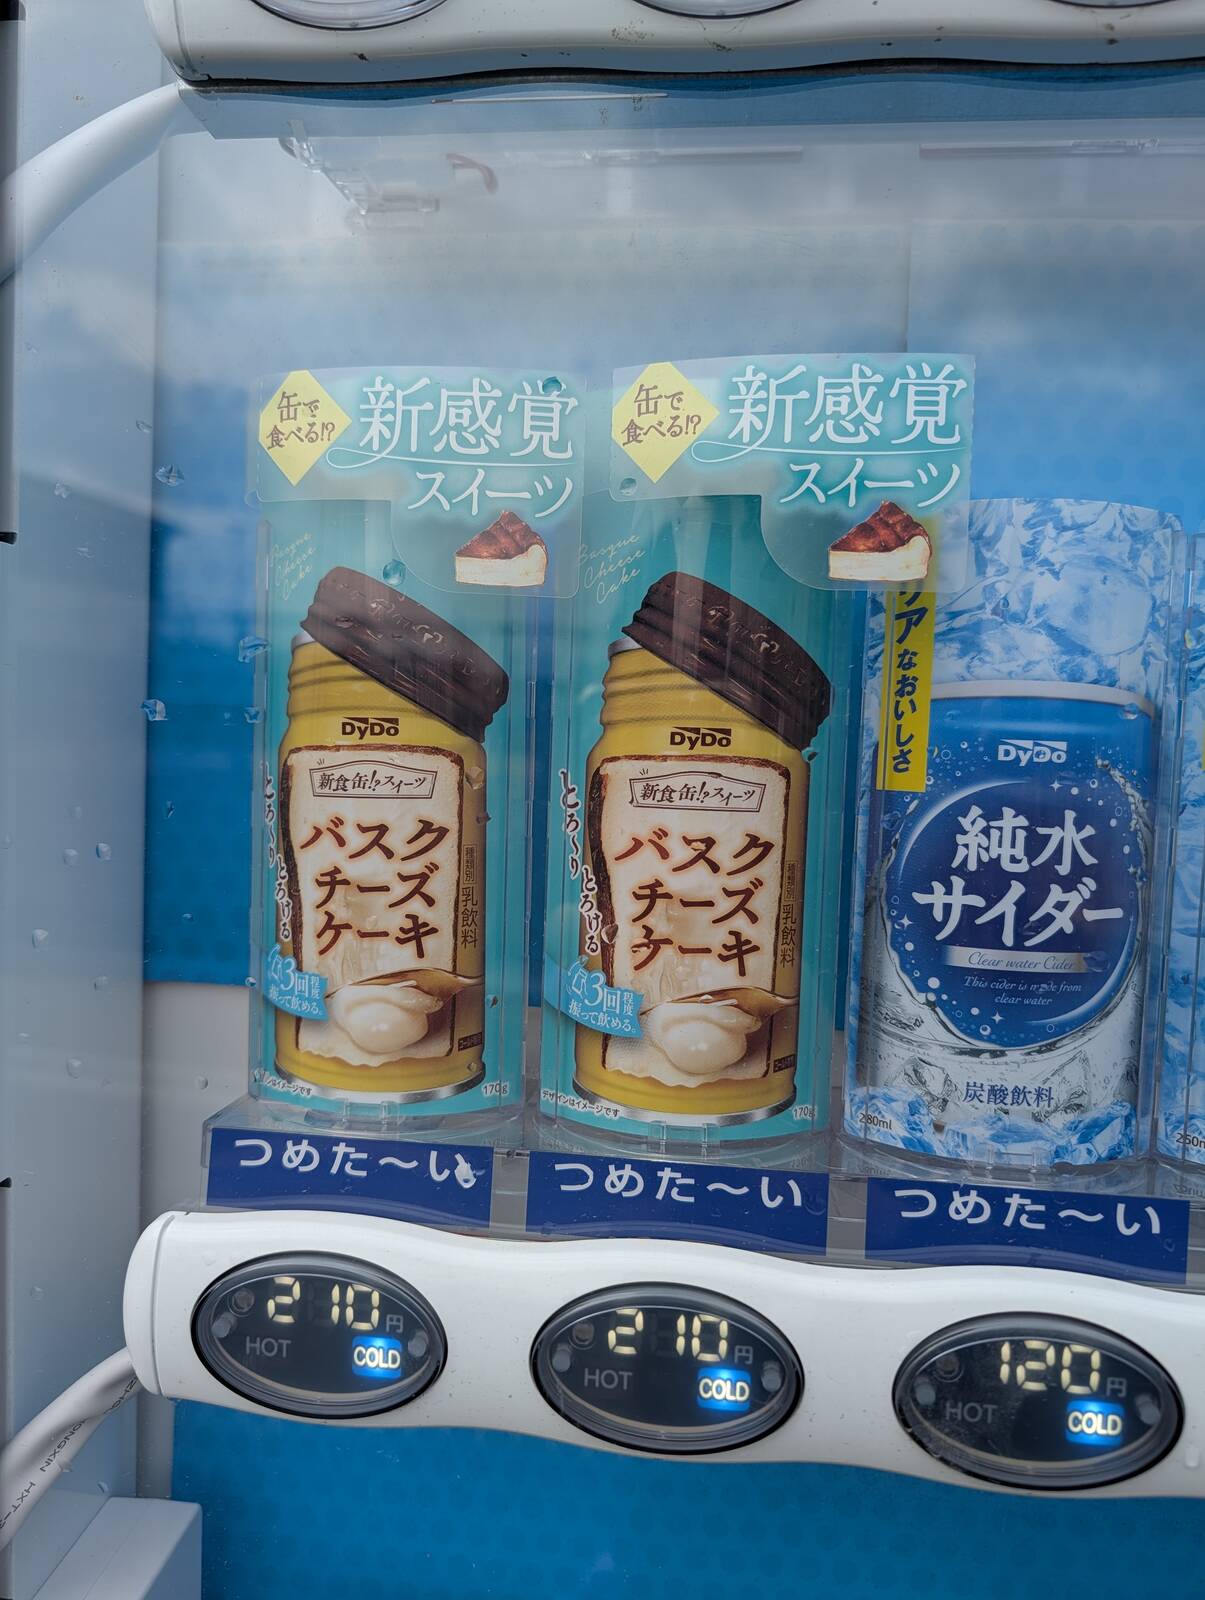 缶で
食べる!?
新感覚
スイーツ
Basque
Cheese
Cake
DyDo
新食缶!?スイーツ
バスク
チーズ
ケーキ
とろ〜りとろける
種類別 乳飲料
3回程度
振って飲める。
170g
缶で
食べる!?
新感覚
スイーツ
Basque
Cheese
Cake
DyDo
新食缶!?スイーツ
バスク
チーズ
ケーキ
とろ〜りとろける
種類別 乳飲料
3回程度
振って飲める。
デザインはイメージです
170g
リアなおいしさ
DyDo
純水
サイダー
Clear water Cider
This cider is made from
clear water
炭酸飲料
280ml
つめた〜い
つめた〜い
つめた〜い
210円
HOT
COLD
210円
HOT
COLD
120円
HOT
COLD